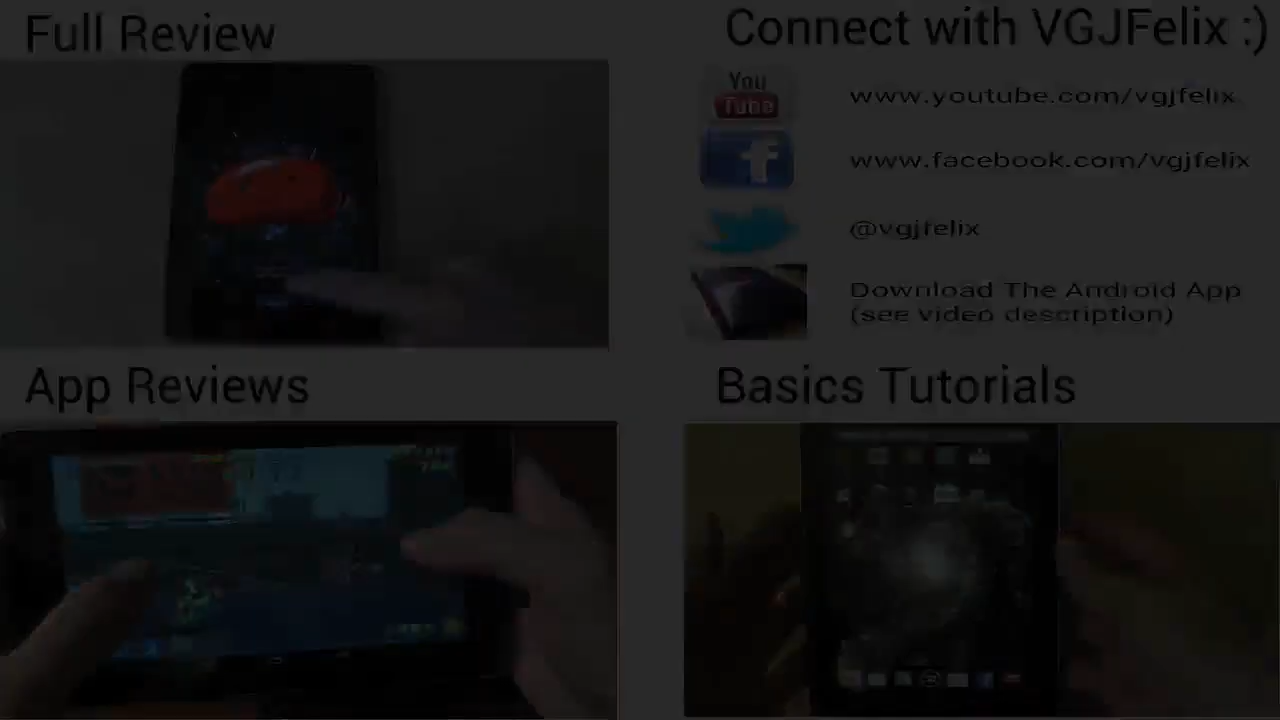 Full Review
Connect with VGJFelix :)
You
Tube
www.youtube.com/vgjfelix
f
www.facebook.com/vgjfelix
@vgjfelix
Download The Android App
(see video description)
App Reviews
Basics Tutorials